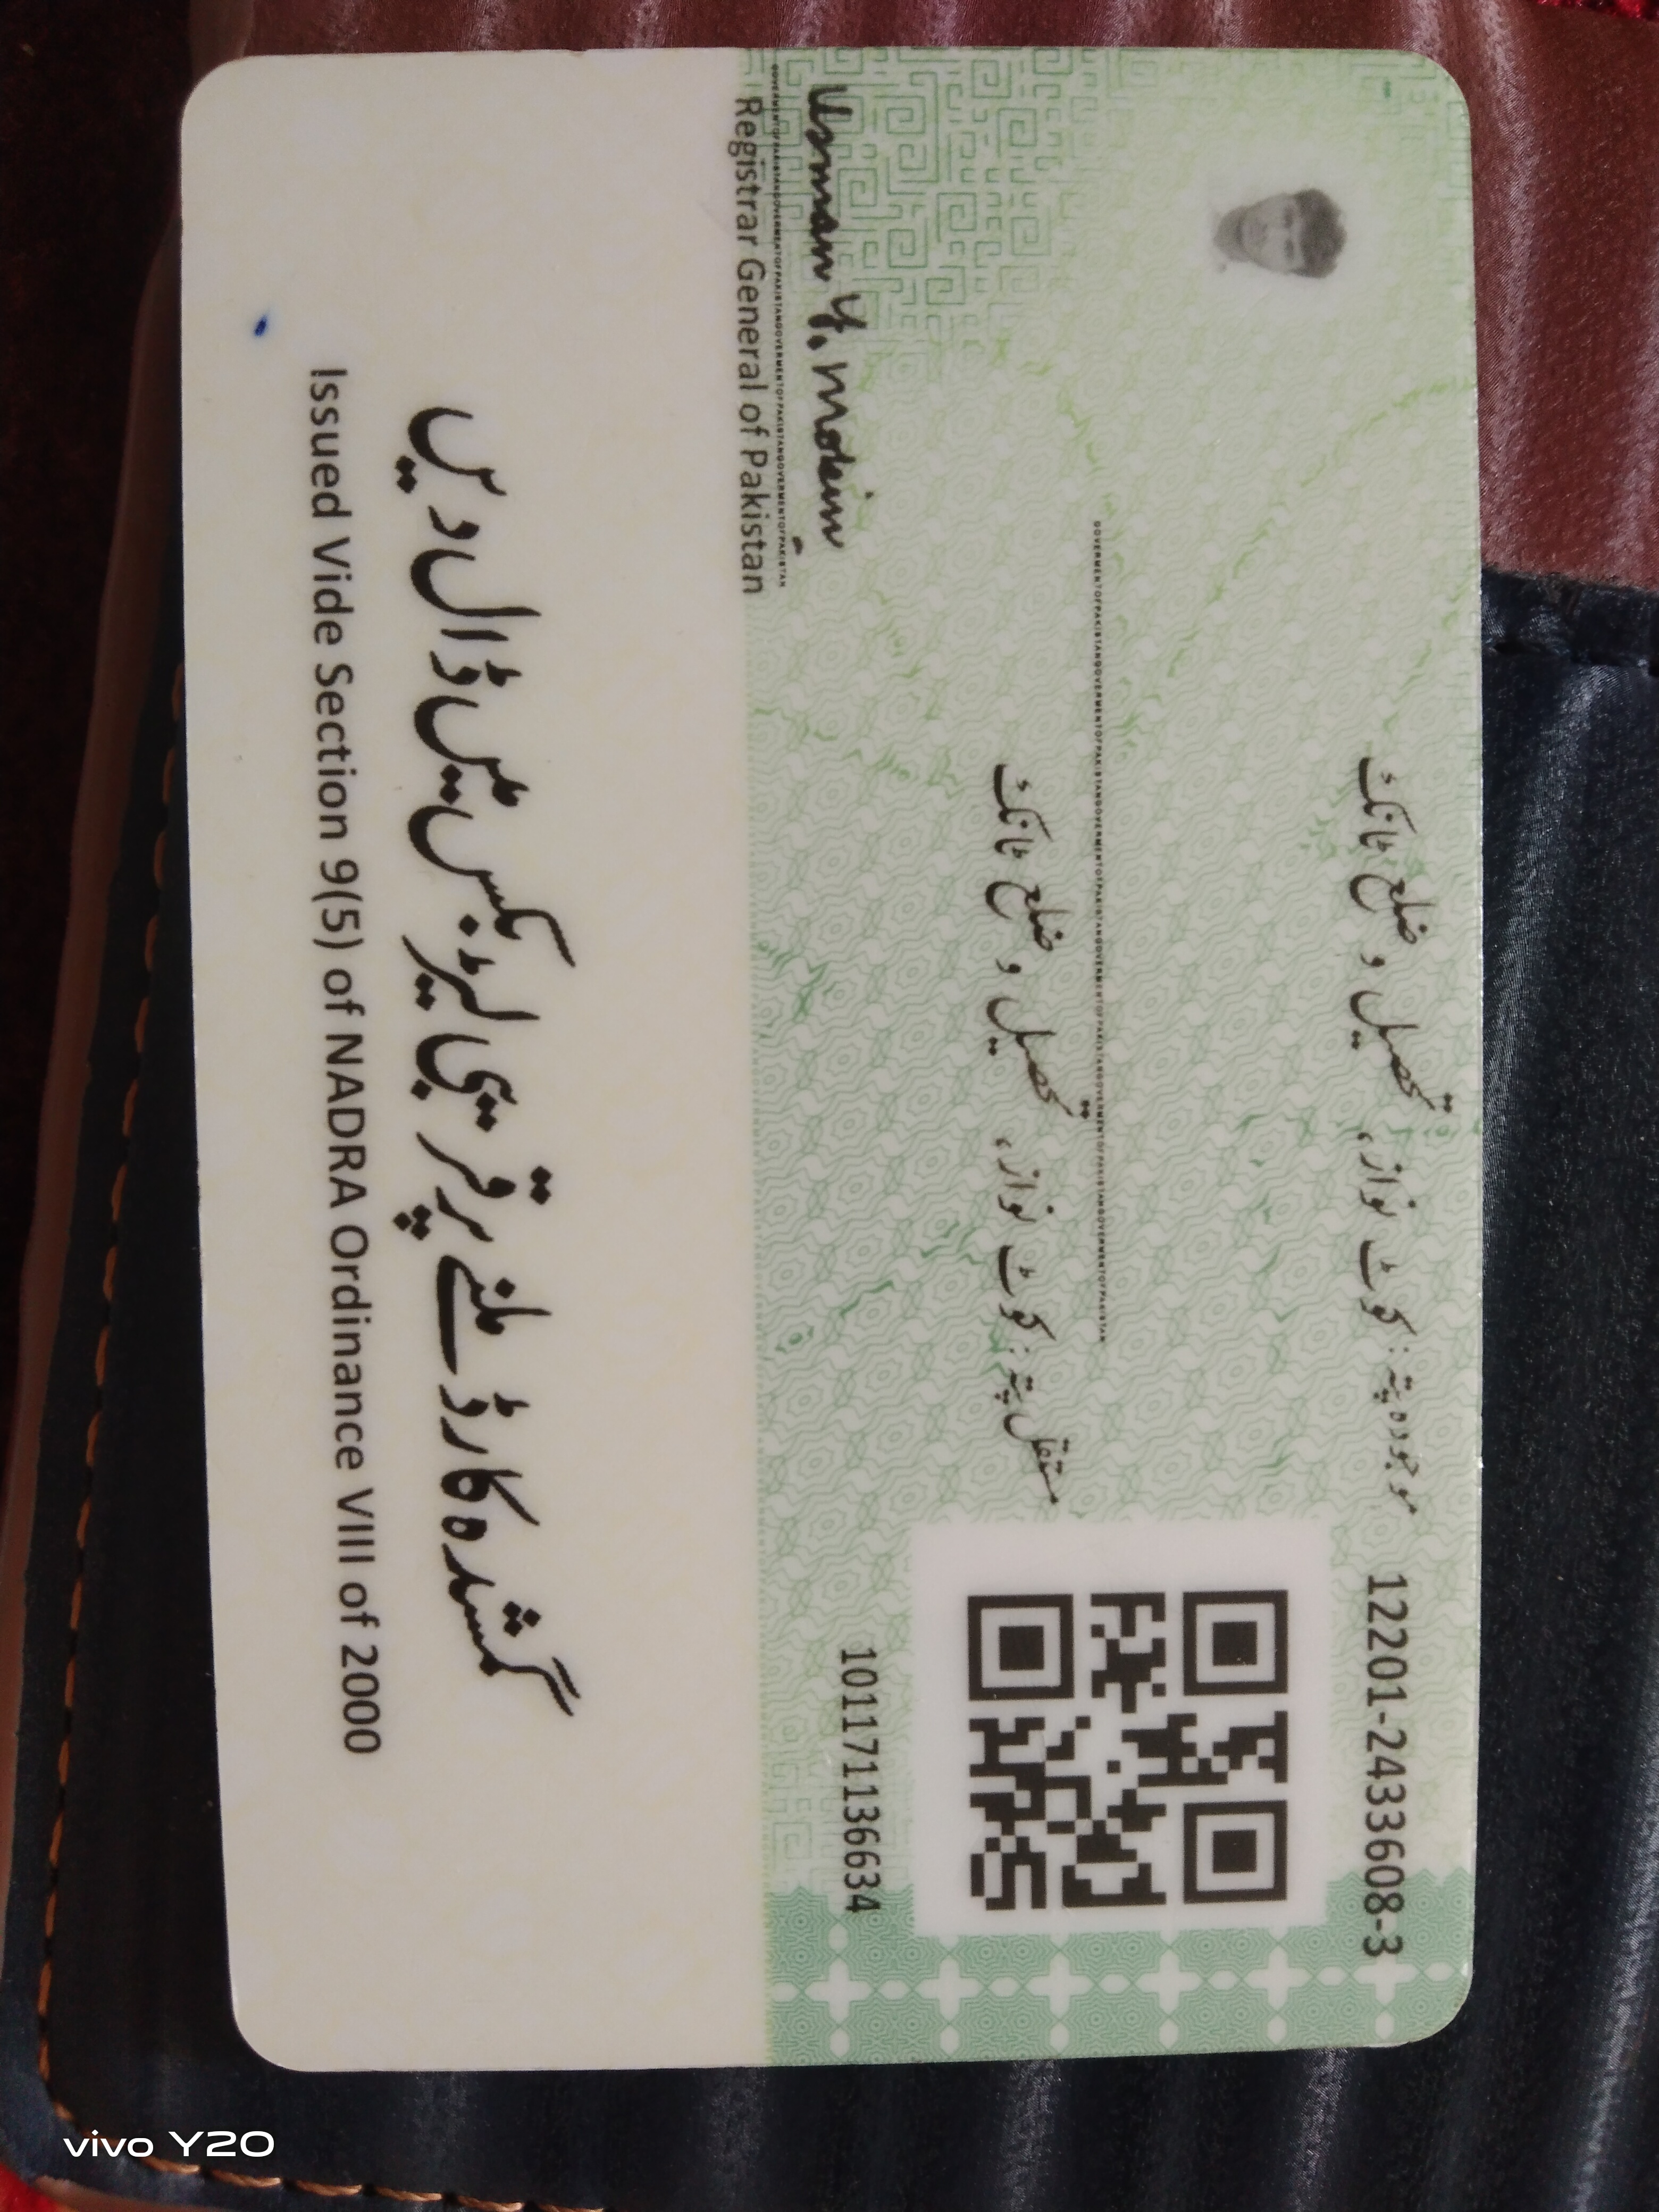 12201-2433608-3
موجودہ پتہ: کوٹ نواز، تحصیل و ضلع ٹانک
GOVERMENTOFPAKISTANGOVERMENTOFPAKISTANGOVERMENTOFPAKISTANGOVERMENTOFPAKISTANGOVERMENTOFPAKISTANGOVERMENTOFPAKISTANGOVERMENTOFPAKISTAN
مستقل پتہ: کوٹ نواز، تحصیل و ضلع ٹانک
101171136634
Usman Y. Mobin
Registrar General of Pakistan
گمشدہ کارڈ ملنے پر قریبی لیٹر بکس میں ڈال دیں
Issued Vide Section 9(5) of NADRA Ordinance VIII of 2000
vivo Y20